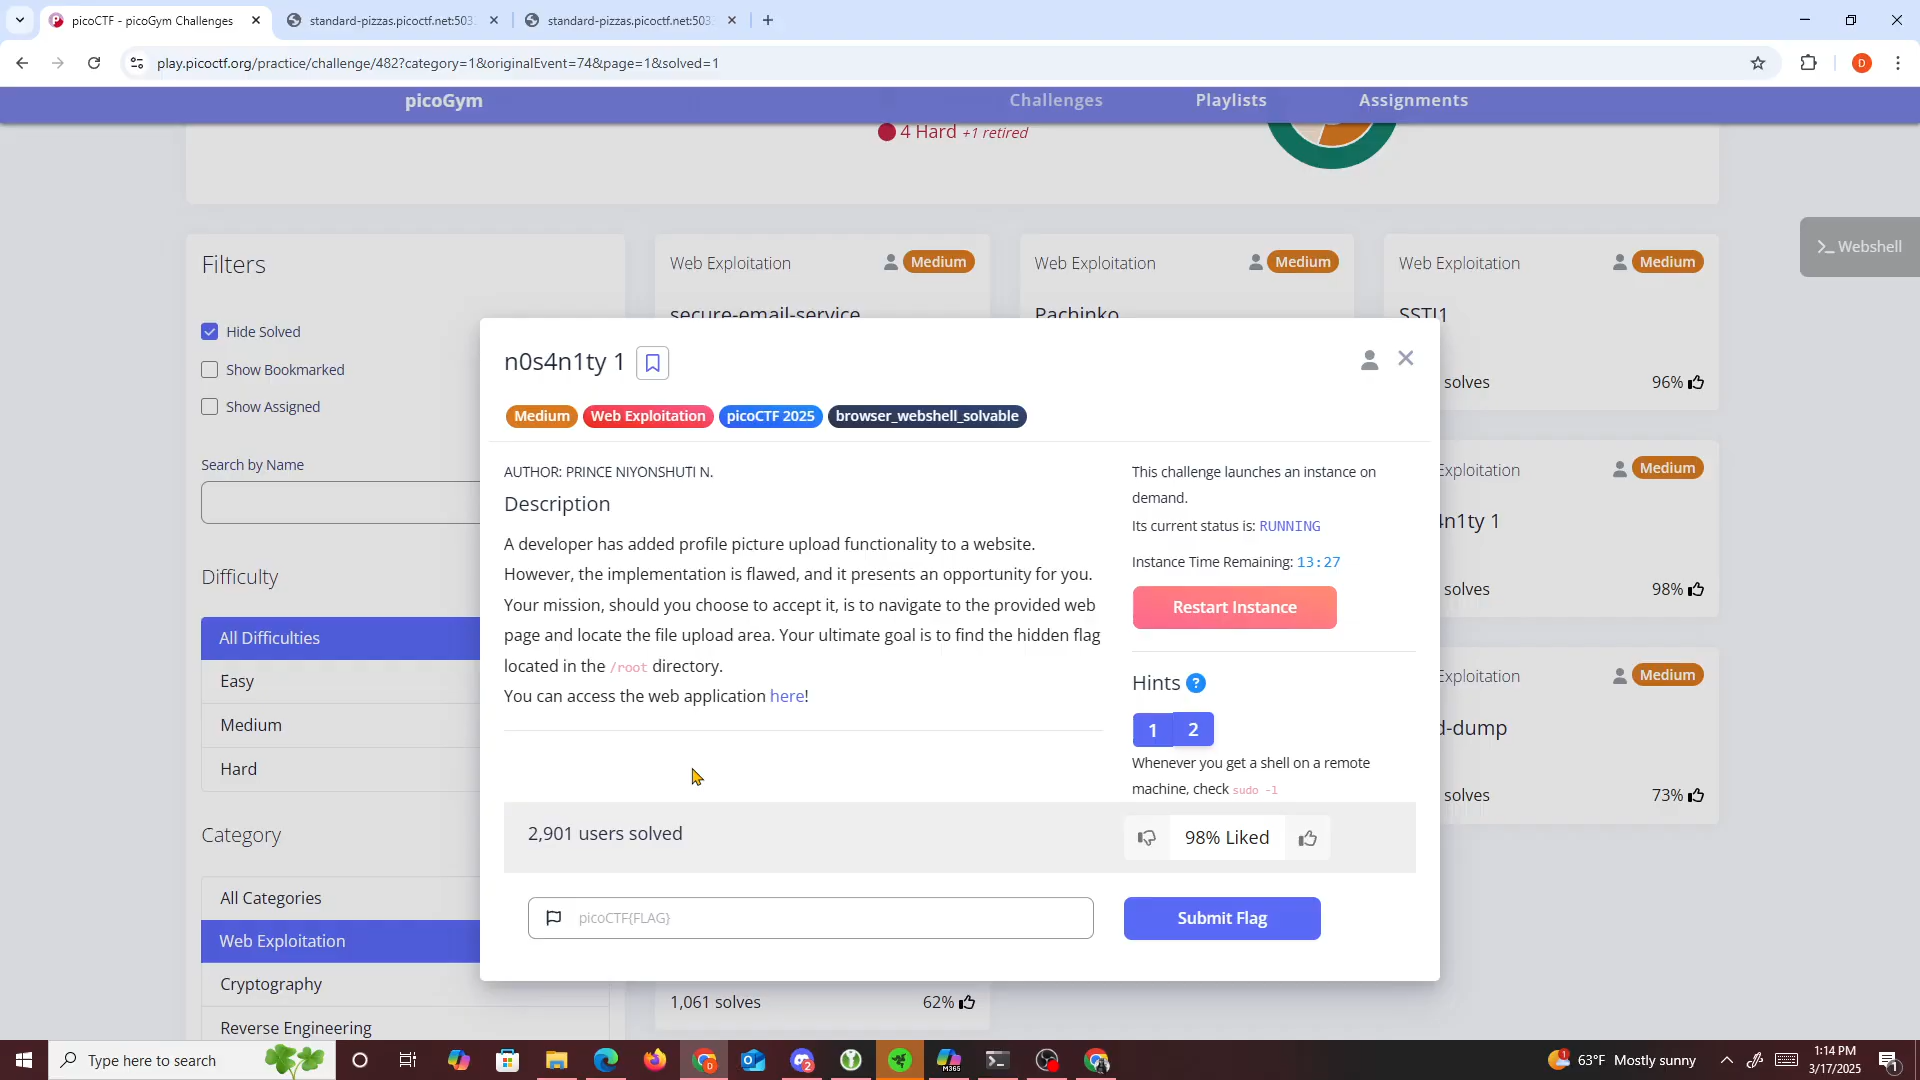 picoCTF - picoGym Challenges
standard-pizzas.picoctf.net:503
standard-pizzas.picoctf.net:503
play.picoctf.org/practice/challenge/482?category=1&originalEvent=74&page=1&solved=1
D
picoGym
Challenges
Playlists
Assignments
4 Hard +1 retired
Webshell
Filters
Hide Solved
Show Bookmarked
Show Assigned
Search by Name
Difficulty
All Difficulties
Easy
Medium
Hard
Category
All Categories
Web Exploitation
Cryptography
Reverse Engineering
Web Exploitation
Medium
secure-email-service
Web Exploitation
Medium
Pachinko
Web Exploitation
Medium
SSTI1
solves
96%
Exploitation
Medium
4n1ty 1
solves
98%
Exploitation
Medium
d-dump
solves
73%
1,061 solves
62%
n0s4n1ty 1
Medium
Web Exploitation
picoCTF 2025
browser_webshell_solvable
AUTHOR: PRINCE NIYONSHUTI N.
Description
A developer has added profile picture upload functionality to a website.
However, the implementation is flawed, and it presents an opportunity for you.
Your mission, should you choose to accept it, is to navigate to the provided web
page and locate the file upload area. Your ultimate goal is to find the hidden flag
located in the /root directory.
You can access the web application here!
This challenge launches an instance on
demand.
Its current status is: RUNNING
Instance Time Remaining: 13:27
Restart Instance
Hints ?
1
2
Whenever you get a shell on a remote
machine, check sudo -l
2,901 users solved
98% Liked
picoCTF{FLAG}
Submit Flag
Type here to search
63°F Mostly sunny
1:14 PM
3/17/2025